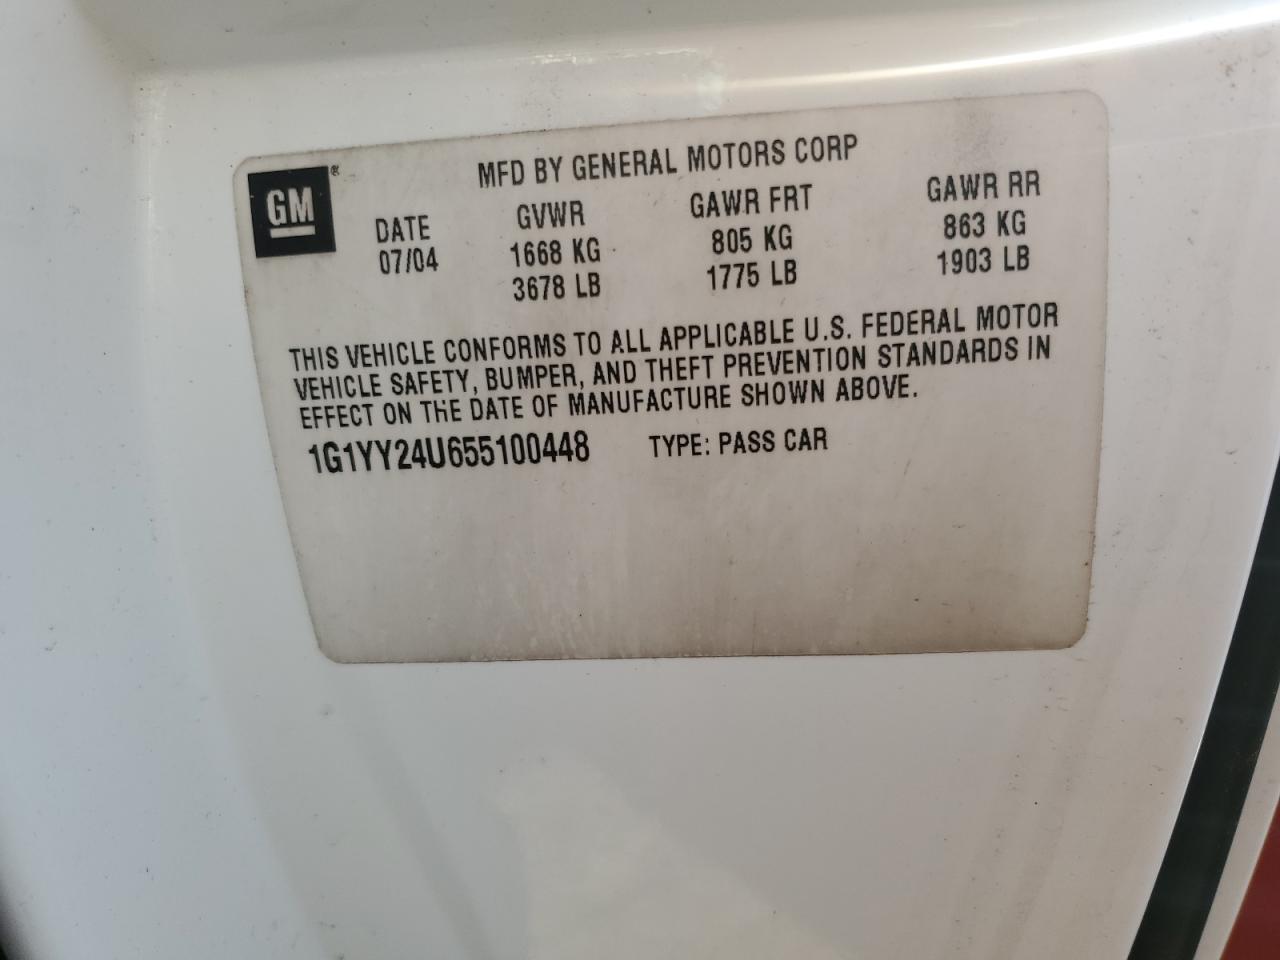 GM ®
MFD BY GENERAL MOTORS CORP
DATE GVWR GAWR FRT GAWR RR
07/04 1668 KG 805 KG 863 KG
3678 LB 1775 LB 1903 LB
THIS VEHICLE CONFORMS TO ALL APPLICABLE U.S. FEDERAL MOTOR
VEHICLE SAFETY, BUMPER, AND THEFT PREVENTION STANDARDS IN
EFFECT ON THE DATE OF MANUFACTURE SHOWN ABOVE.
1G1YY24U655100448 TYPE: PASS CAR